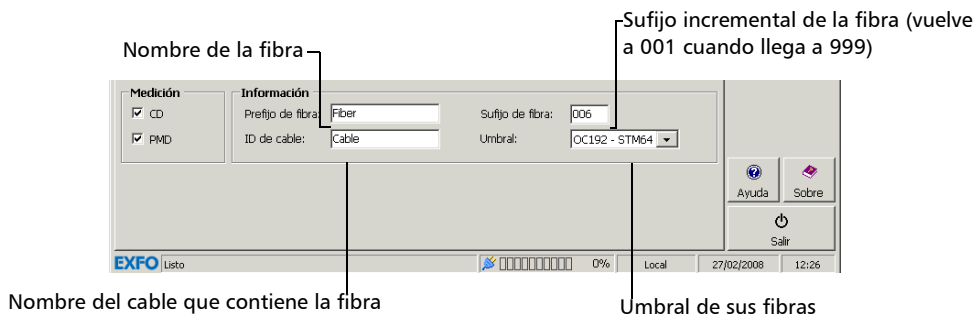 Sufijo incremental de la fibra (vuelve
a 001 cuando llega a 999)
Nombre de la fibra
Medición
Información
CD
Prefijo de fibra:
Fiber
Sufijo de fibra:
006
PMD
ID de cable:
Cable
Umbral:
OC192 - STM64
Ayuda
Sobre
Salir
EXFO
Listo
0%
Local
27/02/2008
12:26
Nombre del cable que contiene la fibra
Umbral de sus fibras